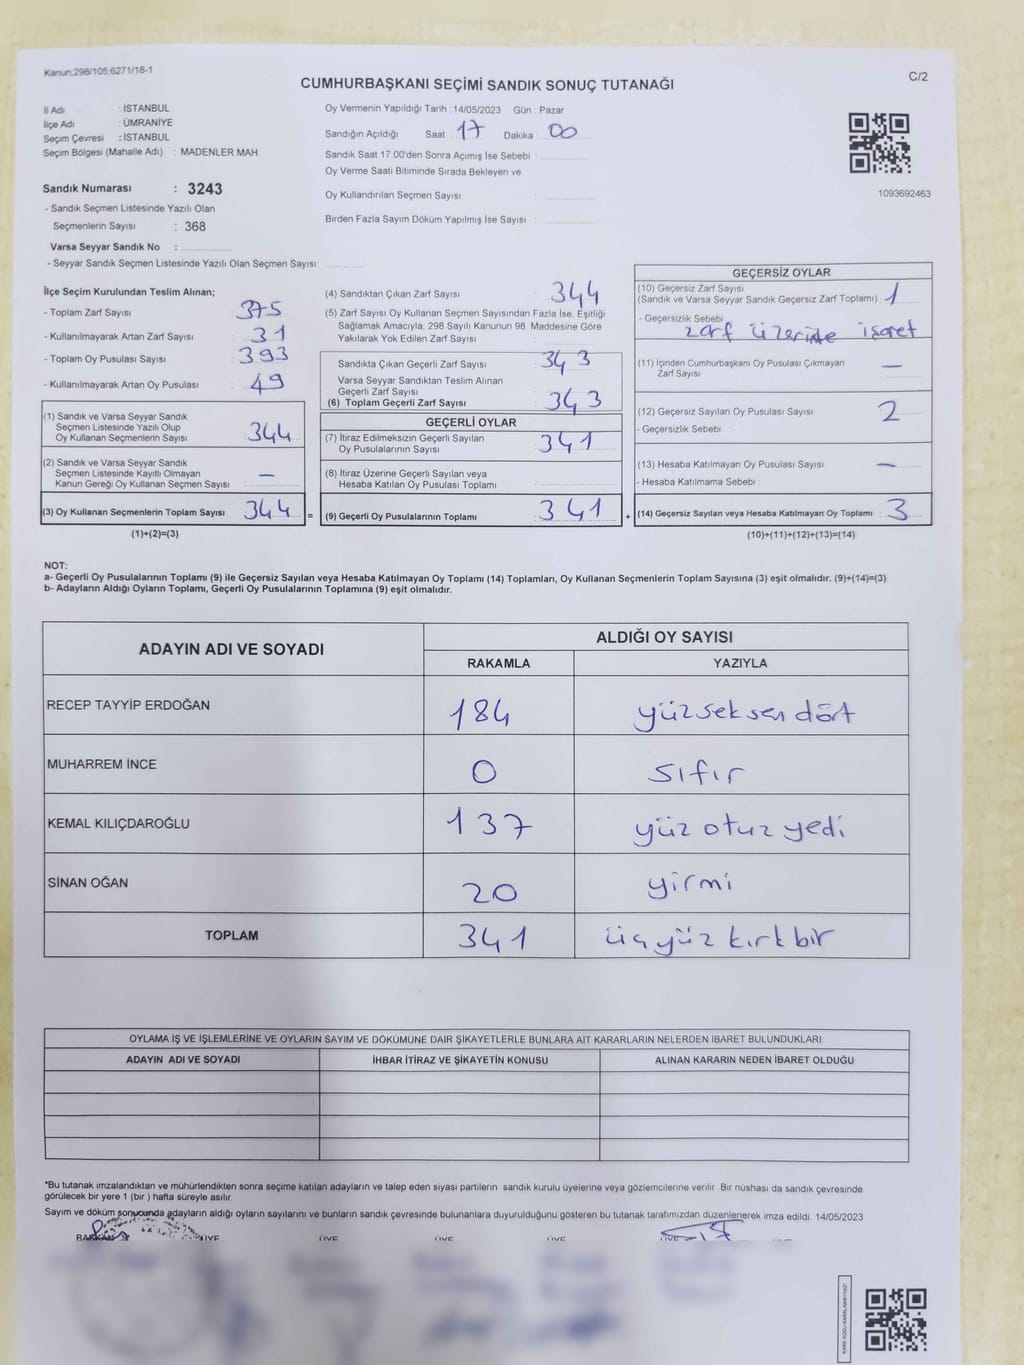 Kanun:298/105:6271/18-1
C/2
CUMHURBAŞKANI SEÇİMİ SANDIK SONUÇ TUTANAĞI
İl Adı : İSTANBUL
İlçe Adı : ÜMRANİYE
Seçim Çevresi : İSTANBUL
Seçim Bölgesi (Mahalle Adı) : MADENLER MAH.
Sandık Numarası : 3243
- Sandık Seçmen Listesinde Yazılı Olan
Seçmenlerin Sayısı : 368
Varsa Seyyar Sandık No :
- Seyyar Sandık Seçmen Listesinde Yazılı Olan Seçmen Sayısı:
Oy Vermenin Yapıldığı Tarih : 14/05/2023 Gün : Pazar
Sandığın Açıldığı Saat : 17 Dakika : 00
Sandık Saat 17:00'den Sonra Açımış İse Sebebi :
Oy Verme Saati Bitiminde Sırada Bekleyen ve
Oy Kullandırılan Seçmen Sayısı :
Birden Fazla Sayım Döküm Yapılmış İse Sayısı :
1093692463
İlçe Seçim Kurulundan Teslim Alınan;
- Toplam Zarf Sayısı : 375
- Kullanılmayarak Artan Zarf Sayısı : 31
- Toplam Oy Pusulası Sayısı : 393
- Kullanılmayarak Artan Oy Pusulası : 49
(1) Sandık ve Varsa Seyyar Sandık
Seçmen Listesinde Yazılı Olup
Oy Kullanan Seçmenlerin Sayısı : 344
(2) Sandık ve Varsa Seyyar Sandık
Seçmen Listesinde Kayıtlı Olmayan
Kanun Gereği Oy Kullanan Seçmen Sayısı : —
(3) Oy Kullanan Seçmenlerin Toplam Sayısı : 344 =
(1)+(2)=(3)
(4) Sandıktan Çıkan Zarf Sayısı : 344
(5) Zarf Sayısı Oy Kullanan Seçmen Sayısından Fazla İse, Eşitliği
Sağlamak Amacıyla, 298 Sayılı Kanunun 98. Maddesine Göre
Yakılarak Yok Edilen Zarf Sayısı :
Sandıkta Çıkan Geçerli Zarf Sayısı : 343
Varsa Seyyar Sandıktan Teslim Alınan
Geçerli Zarf Sayısı :
(6) Toplam Geçerli Zarf Sayısı : 343
GEÇERLİ OYLAR
(7) İtiraz Edilmeksizin Geçerli Sayılan
Oy Pusulalarının Sayısı : 341
(8) İtiraz Üzerine Geçerli Sayılan veya
Hesaba Katılan Oy Pusulası Toplamı :
(9) Geçerli Oy Pusulalarının Toplamı : 341 +
GEÇERSİZ OYLAR
(10) Geçersiz Zarf Sayısı
(Sandık ve Varsa Seyyar Sandık Geçersiz Zarf Toplamı) : 1
- Geçersizlik Sebebi
zarf üzeride işaret
(11) İçinden Cumhurbaşkanı Oy Pusulası Çıkmayan
Zarf Sayısı : —
(12) Geçersiz Sayılan Oy Pusulası Sayısı : 2
- Geçersizlik Sebebi :
(13) Hesaba Katılmayan Oy Pusulası Sayısı : —
- Hesaba Katılmama Sebebi :
(14) Geçersiz Sayılan veya Hesaba Katılmayan Oy Toplamı : 3
(10)+(11)+(12)+(13)=(14)
NOT:
a- Geçerli Oy Pusulalarının Toplamı (9) ile Geçersiz Sayılan veya Hesaba Katılmayan Oy Toplamı (14) Toplamları, Oy Kullanan Seçmenlerin Toplam Sayısına (3) eşit olmalıdır. (9)+(14)=(3)
b- Adayların Aldığı Oyların Toplamı, Geçerli Oy Pusulalarının Toplamına (9) eşit olmalıdır.
ADAYIN ADI VE SOYADI ALDIĞI OY SAYISI
RAKAMLA YAZIYLA
RECEP TAYYİP ERDOĞAN 184 yüzseksendört
MUHARREM İNCE 0 sıfır
KEMAL KILIÇDAROĞLU 137 yüz otuz yedi
SİNAN OĞAN 20 yirmi
TOPLAM 341 üçyüz kırk bir
OYLAMA İŞ VE İŞLEMLERİNE VE OYLARIN SAYIM VE DÖKÜMÜNE DAİR ŞİKAYETLERLE BUNLARA AİT KARARLARIN NELERDEN İBARET BULUNDUKLARI
ADAYIN ADI VE SOYADI İHBAR İTİRAZ VE ŞİKAYETİN KONUSU ALINAN KARARIN NEDEN İBARET OLDUĞU
*Bu tutanak imzalandıktan ve mühürlendikten sonra seçime katılan adayların ve talep eden siyasi partilerin sandık kurulu üyelerine veya gözlemcilerine verilir. Bir nüshası da sandık çevresinde
görülecek bir yere 1 (bir ) hafta süreyle asılır.
Sayım ve döküm sonucunda adayların aldığı oyların sayılarını ve bunların sandık çevresinde bulunanlara duyurulduğunu gösteren bu tutanak tarafımızdan düzenlenerek imza edildi. 14/05/2023
BAŞKAN ÜYE ÜYE ÜYE ÜYE ÜYE